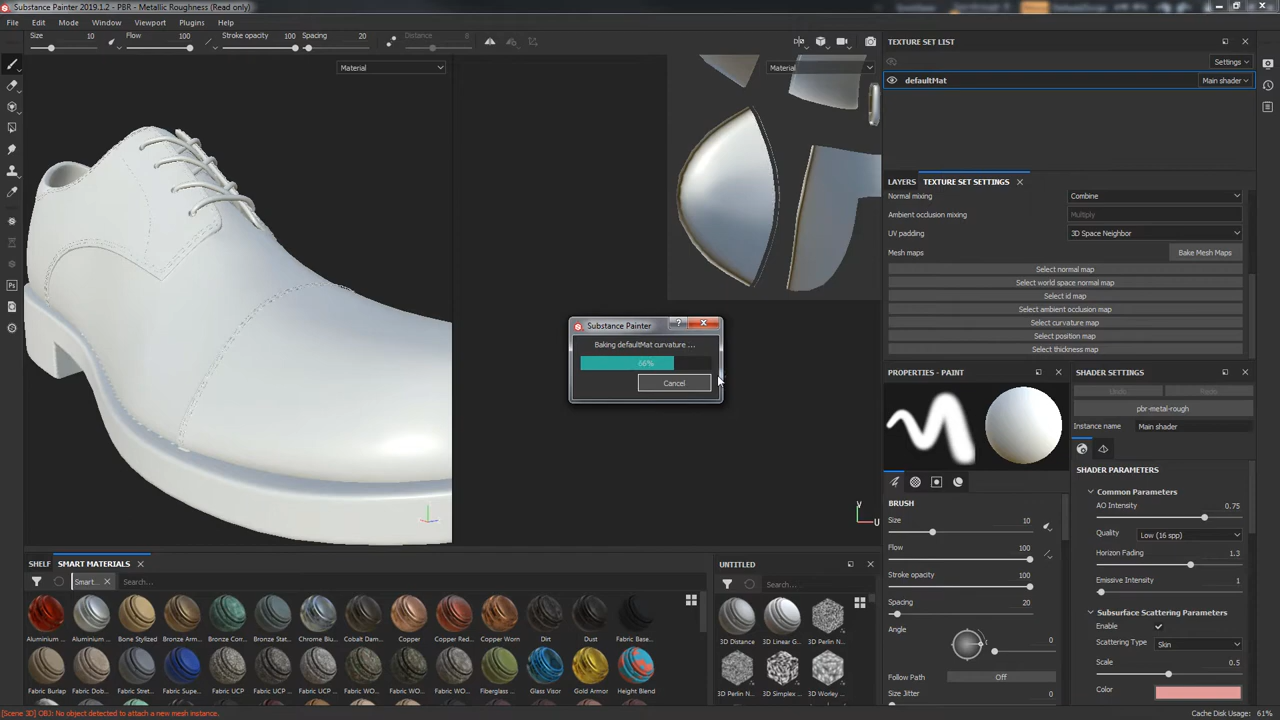 Substance Painter 2019.1.2 - PBR - Metallic Roughness (Read only)
File Edit Mode Window Viewport Plugins Help
Size 10 Flow 100 Stroke opacity 100 Spacing 20 Distance 8
Material
Material
TEXTURE SET LIST
Settings
defaultMat Main shader
LAYERS TEXTURE SET SETTINGS
Normal mixing Combine
Ambient occlusion mixing Multiply
UV padding 3D Space Neighbor
Mesh maps Bake Mesh Maps
Select normal map
Select world space normal map
Select id map
Select ambient occlusion map
Select curvature map
Select position map
Select thickness map
Substance Painter
Baking defaultMat curvature ...
66%
Cancel
PROPERTIES - PAINT
BRUSH
Size 10
Flow 100
Stroke opacity 100
Spacing 20
Angle 0
Follow Path Off
Size Jitter 0
SHADER SETTINGS
Undo
pbr-metal-rough
Instance name Main shader
SHADER PARAMETERS
Common Parameters
AO Intensity 0.75
Quality Low (16 spp)
Horizon Fading 1.3
Emissive Intensity 1
Subsurface Scattering Parameters
Enable
Scattering Type Skin
Scale 0.5
Color
Y
U
SHELF SMART MATERIALS
Smart... Search...
Aluminium ... Aluminium ... Bone Stylized Bronze Arm... Bronze Cor... Bronze Stat... Chrome Blu... Cobalt Dam... Copper Copper Red... Copper Worn Dirt Dust Fabric Base...
Fabric Burlap Fabric Dob... Fabric Stret... Fabric Supe... Fabric UCP Fabric UCP ... Fabric WO... Fabric WO... Fabric WO... Fabric WO... Fiberglass ... Glass Visor Gold Armor Height Blend
UNTITLED
Search...
3D Distance 3D Linear G... 3D Perlin N...
3D Perlin N... 3D Simplex ... 3D Worley ...
[Scene 3D] OBJ: No object detected to attach a new mesh instance.
Cache Disk Usage: 61%